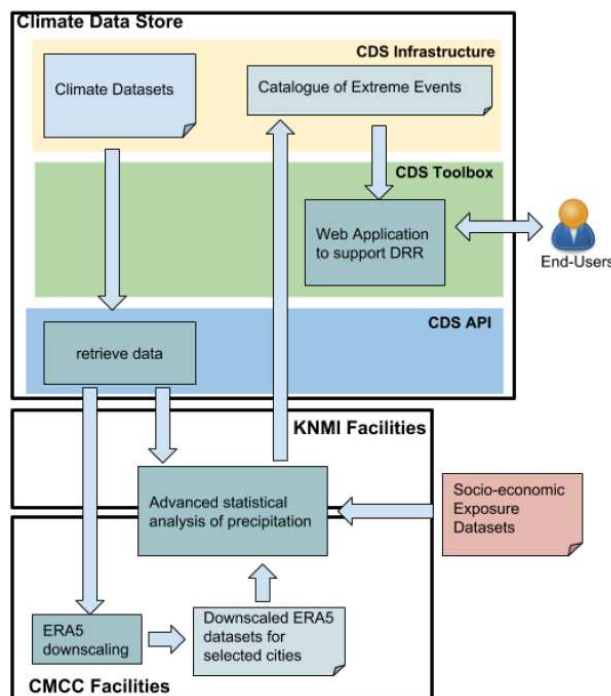 Climate Data Store
CDS Infrastructure
Climate Datasets
Catalogue of Extreme Events
CDS Toolbox
Web Application
to support DRR
End-Users
CDS API
retrieve data
KNMI Facilities
Advanced statistical
analysis of precipitation
Socio-economic
Exposure
Datasets
ERA5
downscaling
Downscaled ERA5
datasets for
selected cities
CMCC Facilities